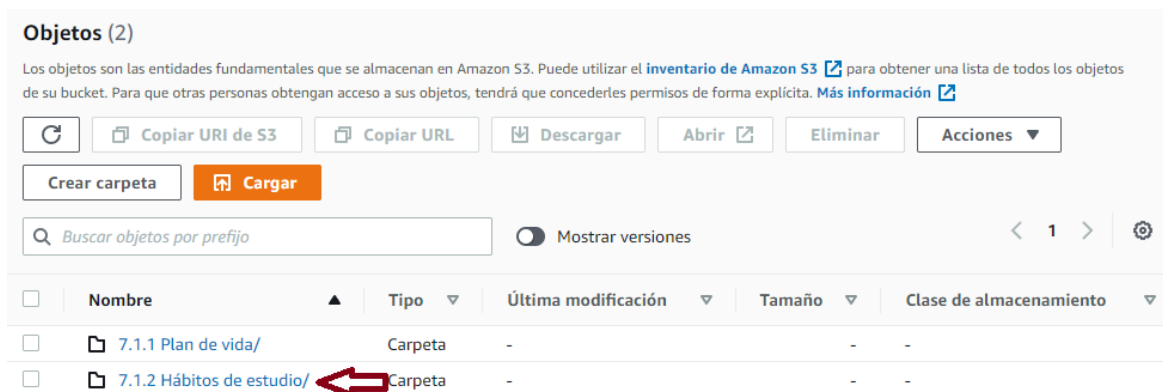 Objetos (2)
Los objetos son las entidades fundamentales que se almacenan en Amazon S3. Puede utilizar el inventario de Amazon S3 para obtener una lista de todos los objetos
de su bucket. Para que otras personas obtengan acceso a sus objetos, tendrá que concederles permisos de forma explícita. Más información
Copiar URI de S3 Copiar URL Descargar Abrir Eliminar Acciones
Crear carpeta Cargar
Buscar objetos por prefijo Mostrar versiones 1
Nombre Tipo Última modificación Tamaño Clase de almacenamiento
7.1.1 Plan de vida/ Carpeta - - -
7.1.2 Hábitos de estudio/ Carpeta - - -